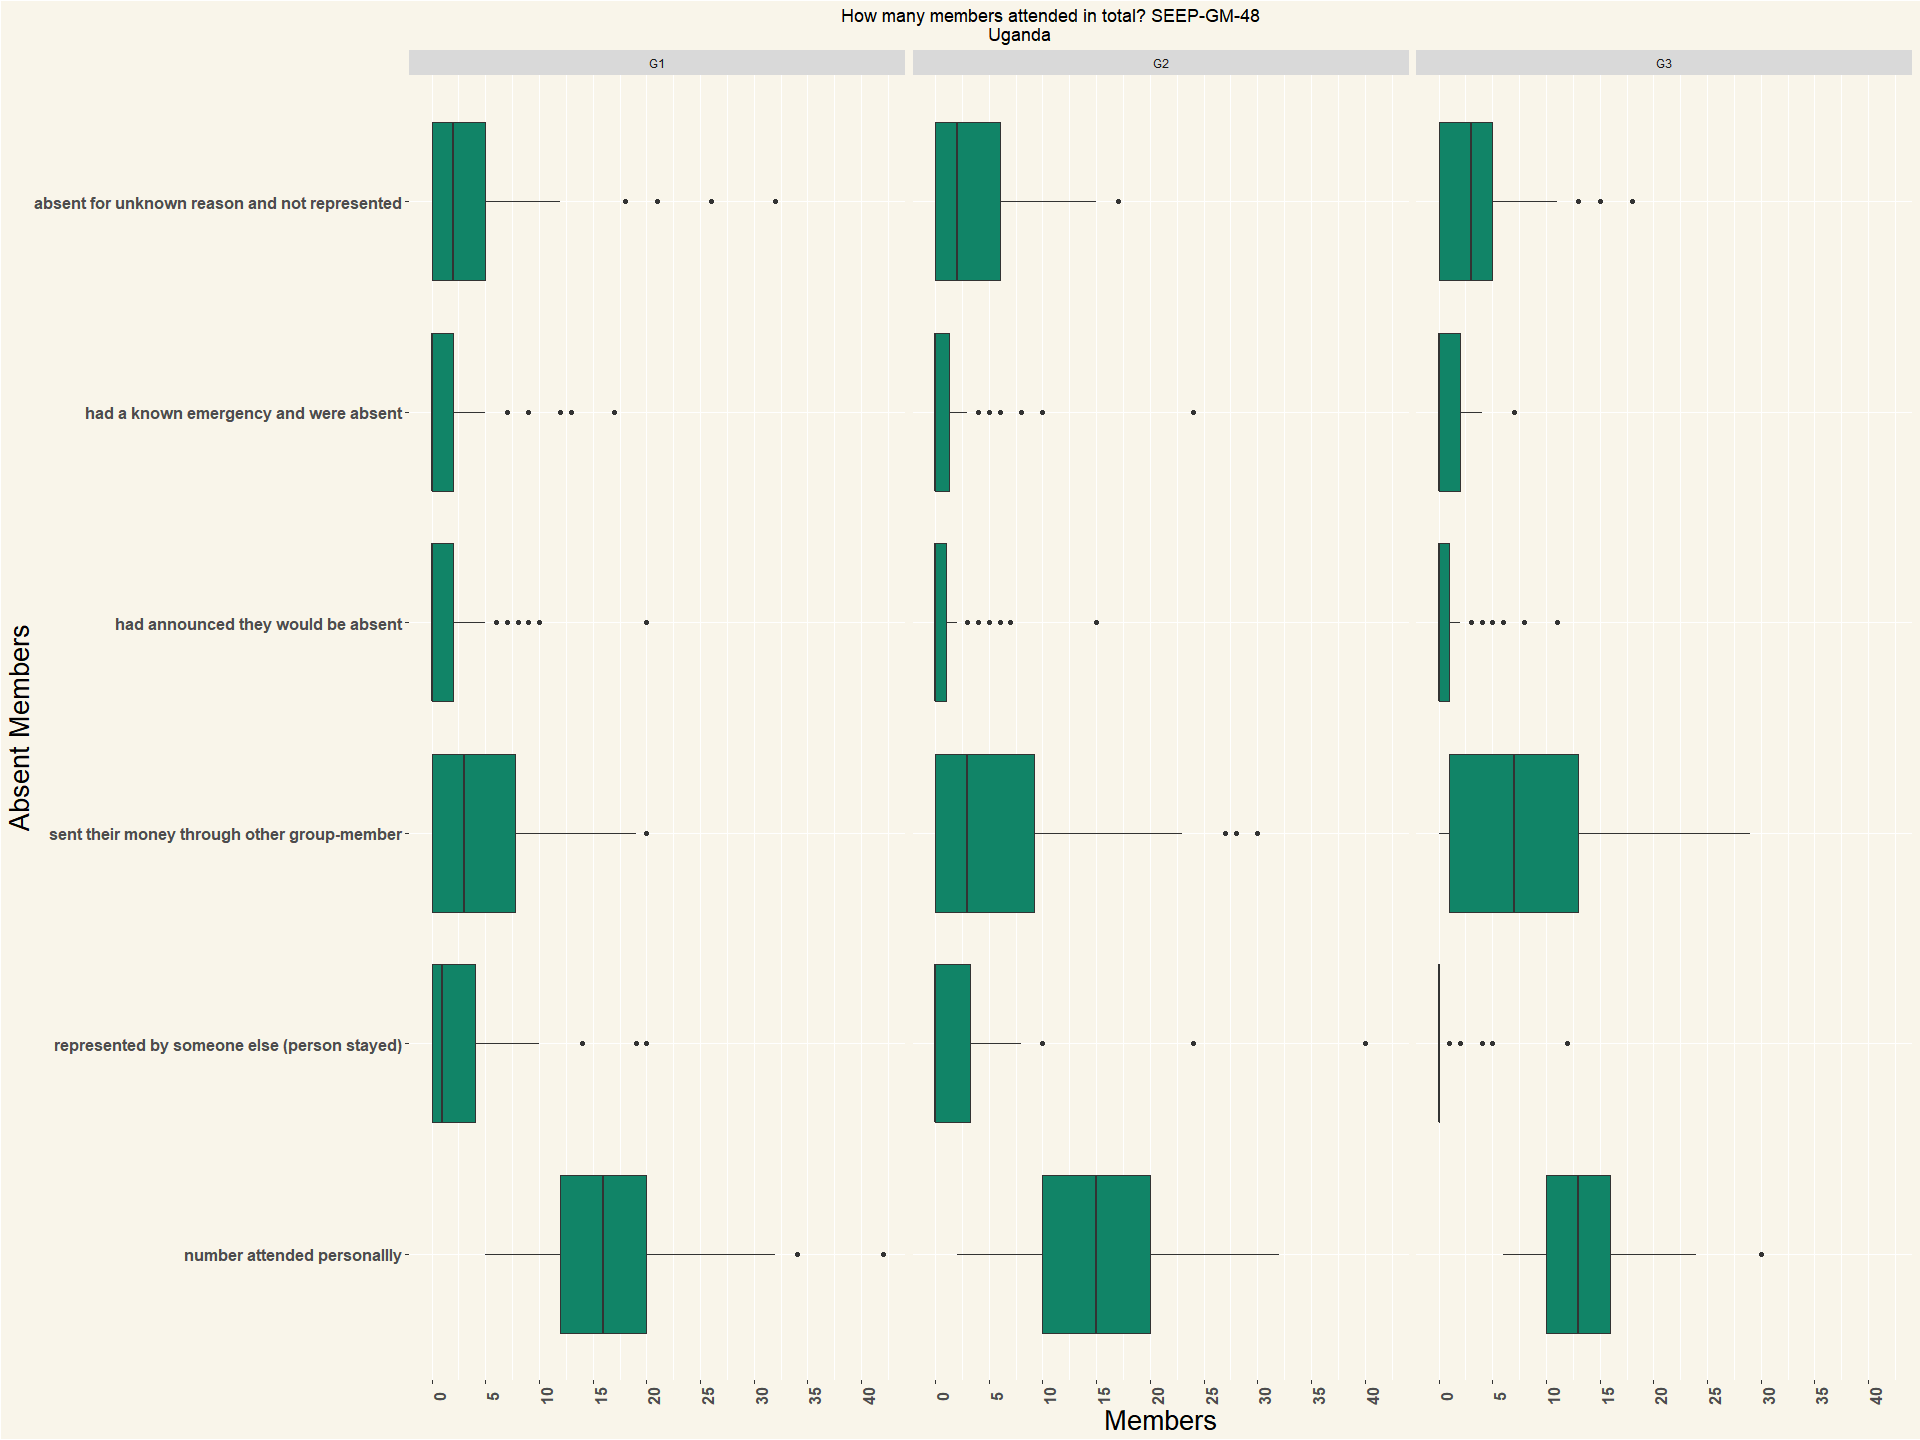 How many members attended in total? SEEP-GM-48
Uganda
G1 G2 G3
absent for unknown reason and not represented
had a known emergency and were absent
had announced they would be absent
sent their money through other group-member
represented by someone else (person stayed)
number attended personallly
Absent Members
0 5 10 15 20 25 30 35 40 0 5 10 15 20 25 30 35 40 0 5 10 15 20 25 30 35 40
Members